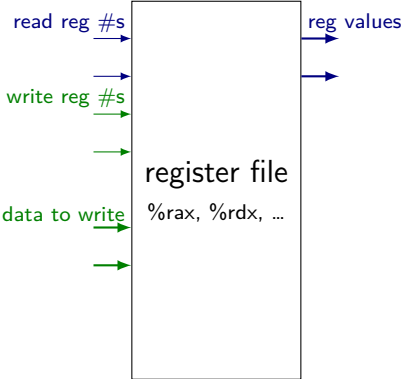 read reg #s
reg values
write reg #s
register file
%rax, %rdx, …
data to write